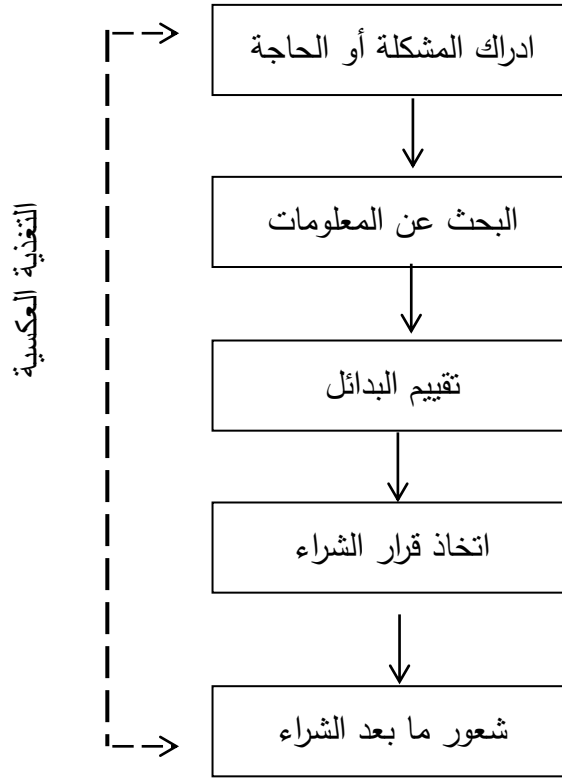 ادراك المشكلة أو الحاجة
البحث عن المعلومات
تقييم البدائل
اتخاذ قرار الشراء
شعور ما بعد الشراء
التغذية العكسية